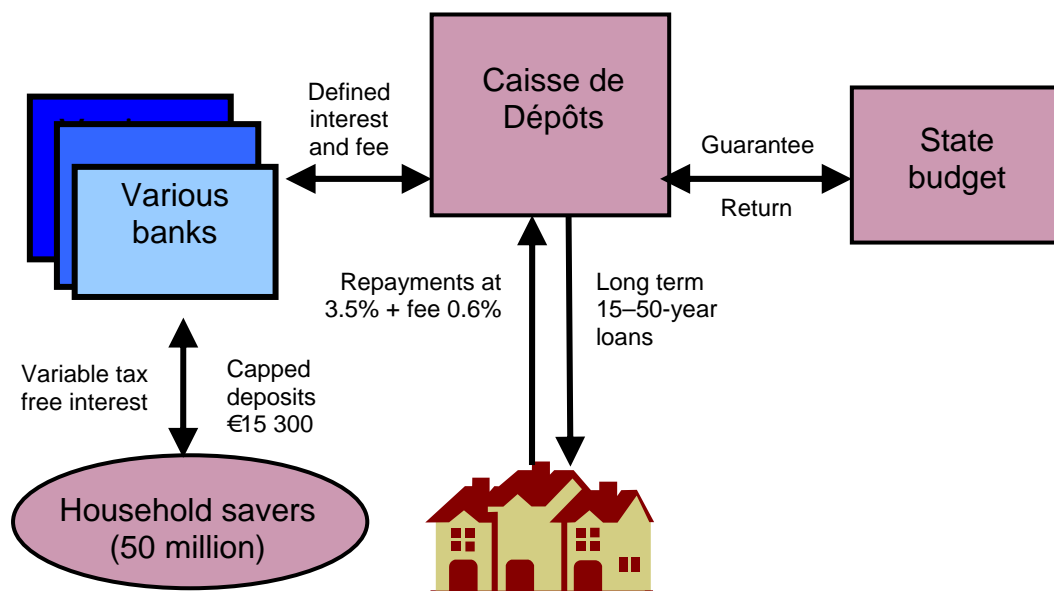 Caisse de
Dépôts
Defined
interest
and fee
Guarantee
Return
State
budget
Various
banks
Repayments at
3.5% + fee 0.6%
Long term
15–50-year
loans
Variable tax
free interest
Capped
deposits
€15 300
Household savers
(50 million)